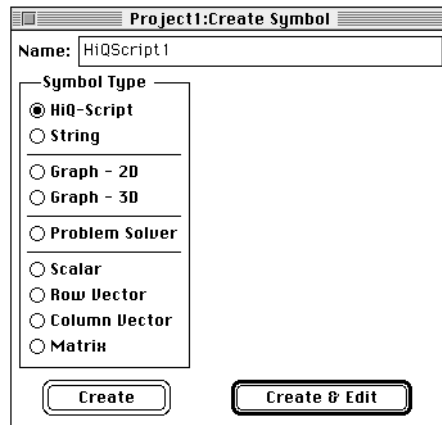 Project1:Create Symbol
Name: HiQScript1
Symbol Type
HiQ-Script
String
Graph - 2D
Graph - 3D
Problem Solver
Scalar
Row Vector
Column Vector
Matrix
Create Create & Edit